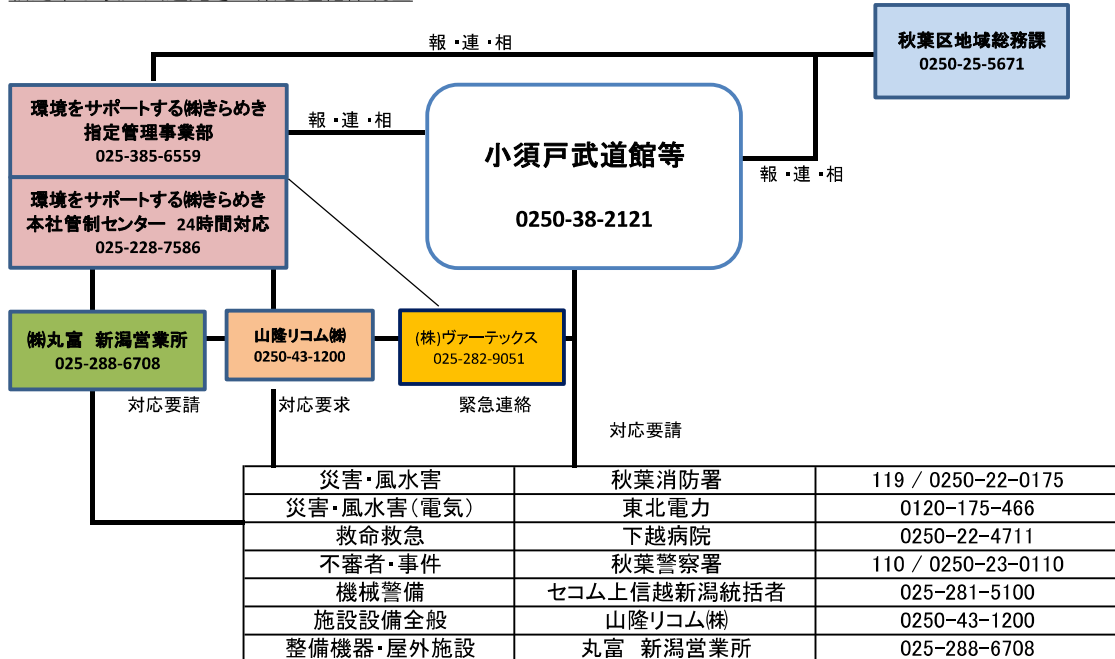 報・連・相
秋葉区地域総務課
0250-25-5671
環境をサポートする㈱きらめき
指定管理事業部
025-385-6559
報・連・相
小須戸武道館等
0250-38-2121
報・連・相
環境をサポートする㈱きらめき
本社管制センター 24時間対応
025-228-7586
㈱丸富 新潟営業所
025-288-6708
山隆リコム㈱
0250-43-1200
(株)ヴァーテックス
025-282-9051
対応要請
対応要求
緊急連絡
対応要請
災害・風水害 秋葉消防署 119 / 0250-22-0175
災害・風水害(電気) 東北電力 0120-175-466
救命救急 下越病院 0250-22-4711
不審者・事件 秋葉警察署 110 / 0250-23-0110
機械警備 セコム上信越新潟統括者 025-281-5100
施設設備全般 山隆リコム㈱ 0250-43-1200
整備機器・屋外施設 丸富 新潟営業所 025-288-6708